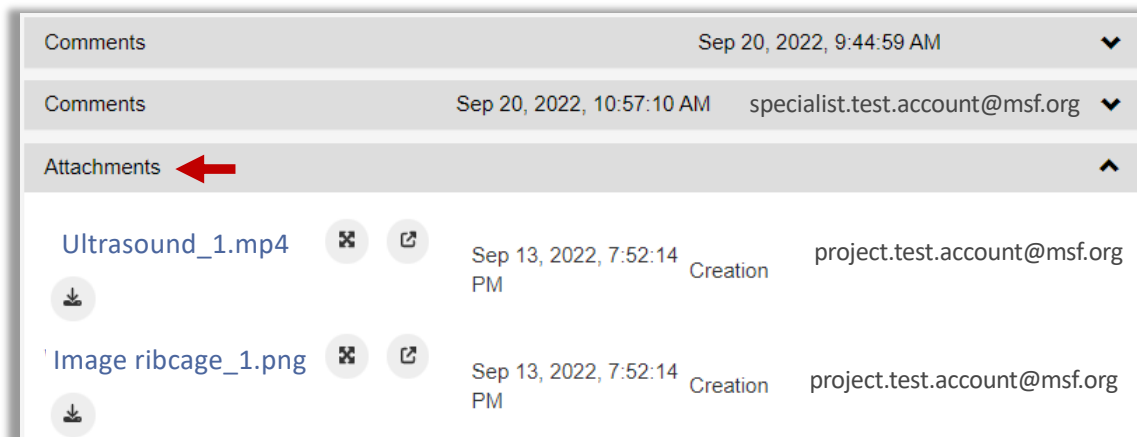 Comments Sep 20, 2022, 9:44:59 AM
Comments Sep 20, 2022, 10:57:10 AM specialist.test.account@msf.org
Attachments
Ultrasound_1.mp4 Sep 13, 2022, 7:52:14 PM Creation project.test.account@msf.org
Image ribcage_1.png Sep 13, 2022, 7:52:14 PM Creation project.test.account@msf.org